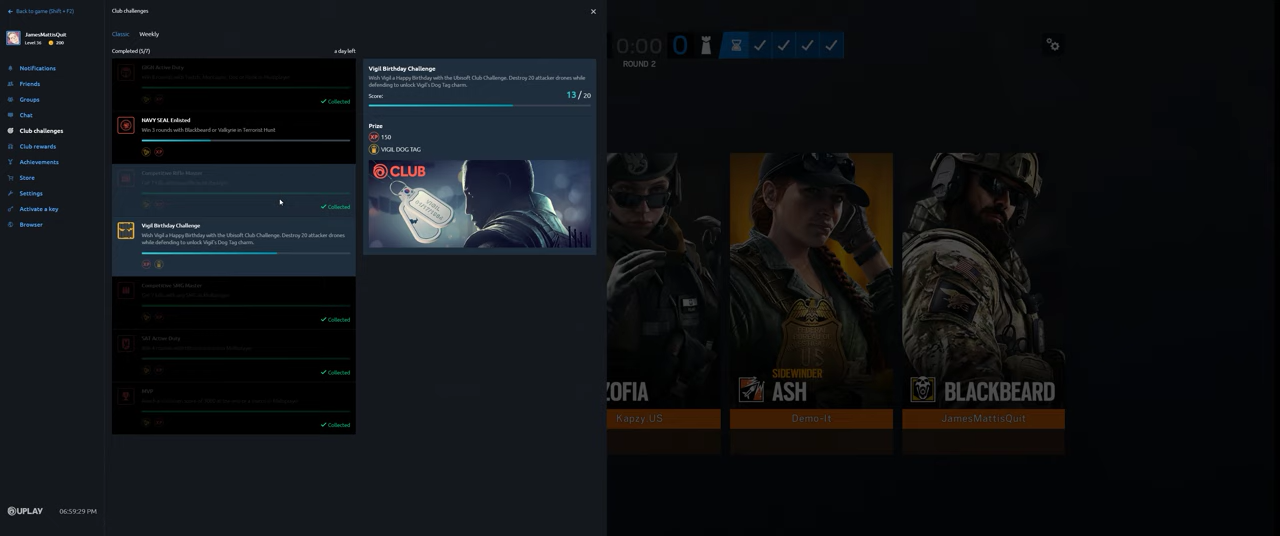 Back to game (Shift + F2)
JamesMattisQuit
Level 36 200
Notifications
Friends
Groups
Chat
Club challenges
Club rewards
Achievements
Store
Settings
Activate a key
Browser
UPLAY 06:59:29 PM
Club challenges
Classic Weekly
Completed (5/7) a day left
Collected
NAVY SEAL Enlisted
Win 3 rounds with Blackbeard or Valkyrie in Terrorist Hunt
XP
Collected
Vigil Birthday Challenge
Wish Vigil a Happy Birthday with the Ubisoft Club Challenge. Destroy 20 attacker drones
while defending to unlock Vigil's Dog Tag charm.
XP
Collected
Collected
Collected
Vigil Birthday Challenge
Wish Vigil a Happy Birthday with the Ubisoft Club Challenge. Destroy 20 attacker drones while
defending to unlock Vigil's Dog Tag charm.
Score: 13 / 20
Prize
XP 150
VIGIL DOG TAG
CLUB
VIGIL
0:00 0
ROUND 2
ZOFIA
Kapzy.US
US
SIDEWINDER
ASH
Demo-It
BLACKBEARD
JamesMattisQuit